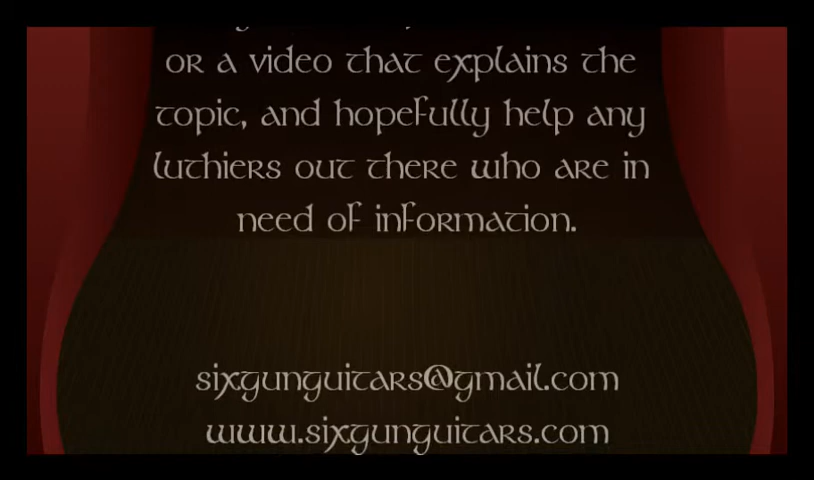 or a video that explains the
topic, and hopefully help any
luthiers out there who are in
need of information.
sixgunguitars@gmail.com
www.sixgunguitars.com